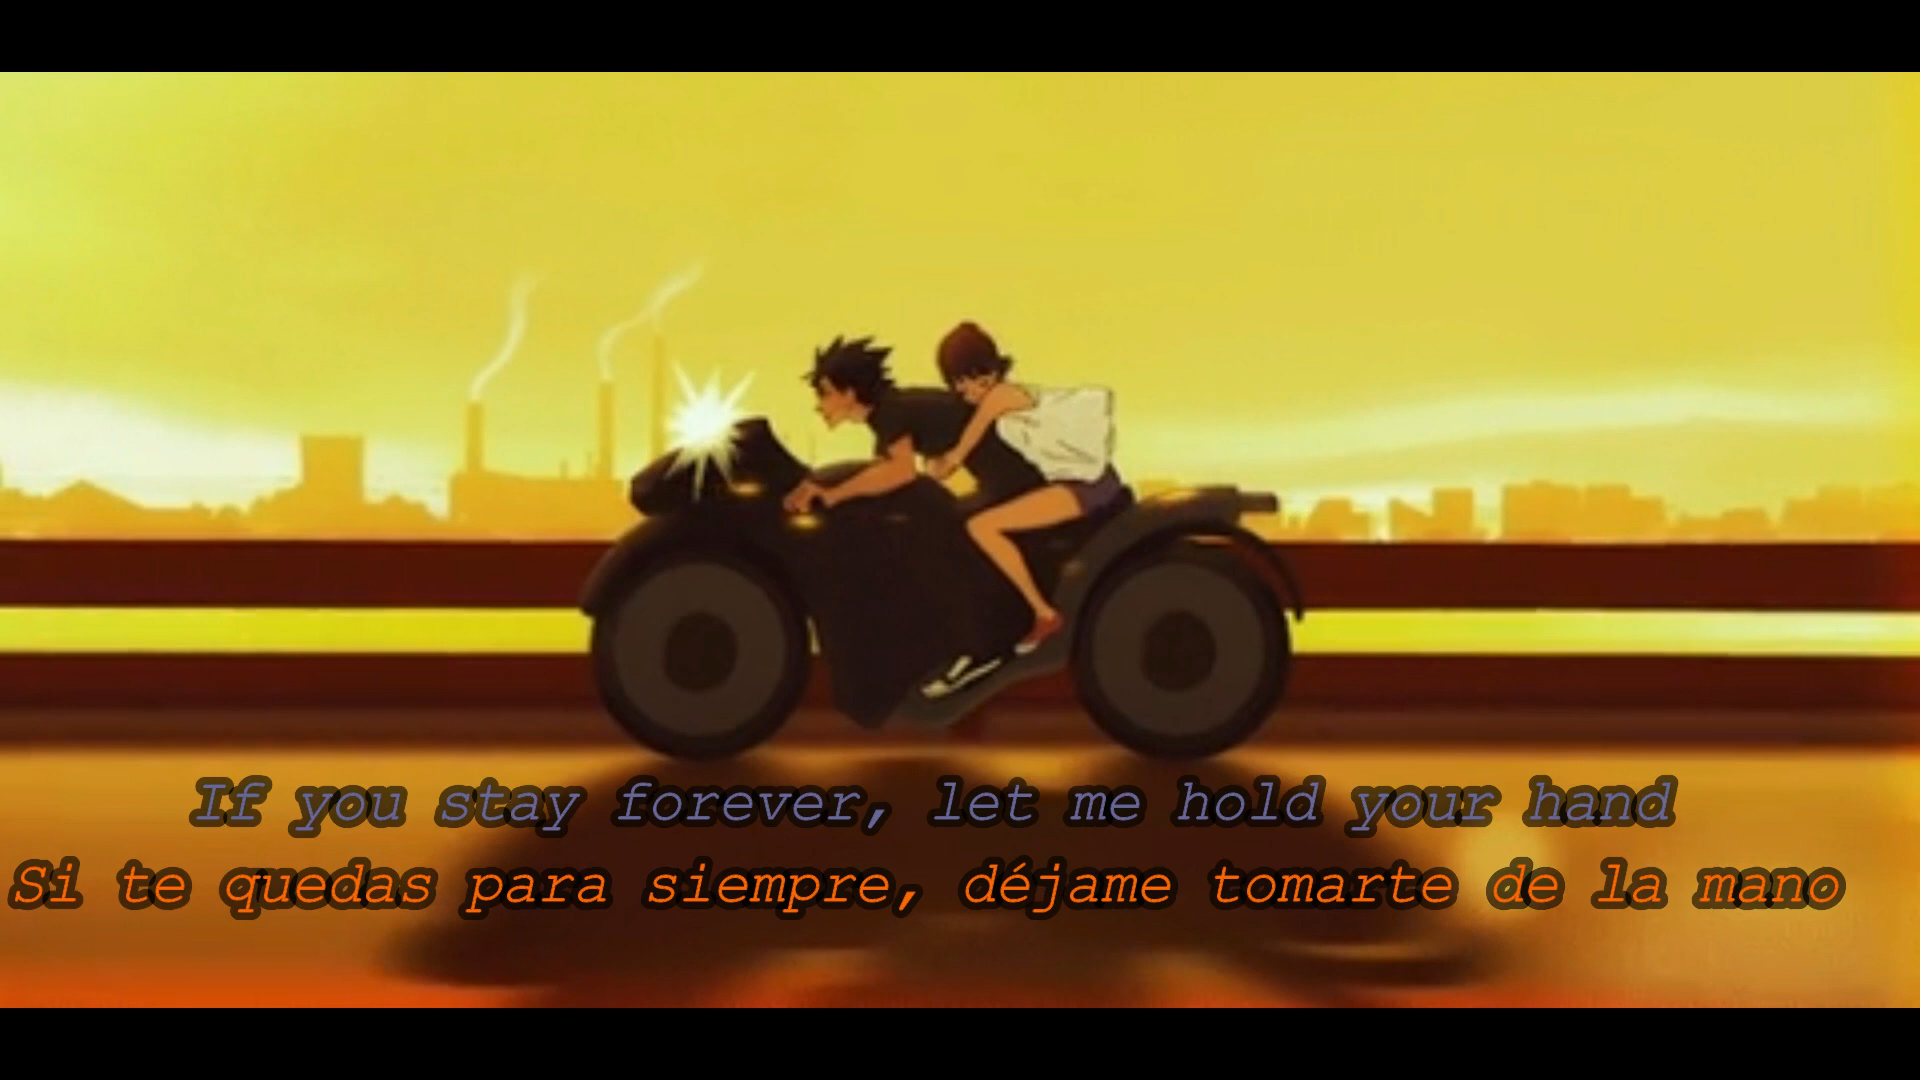 If you stay forever, let me hold your hand
Si te quedas para siempre, déjame tomarte de la mano